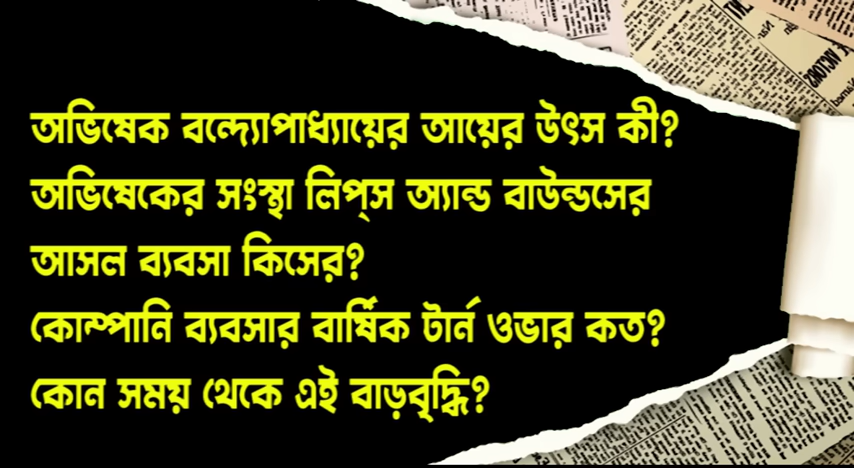 অভিষেক বন্দ্যোপাধ্যায়ের আয়ের উৎস কী?
অভিষেকের সংস্থা লিপ্‌স অ্যান্ড বাউন্ডসের
আসল ব্যবসা কিসের?
কোম্পানি ব্যবসার বার্ষিক টার্ন ওভার কত?
কোন সময় থেকে এই বাড়বৃদ্ধি?